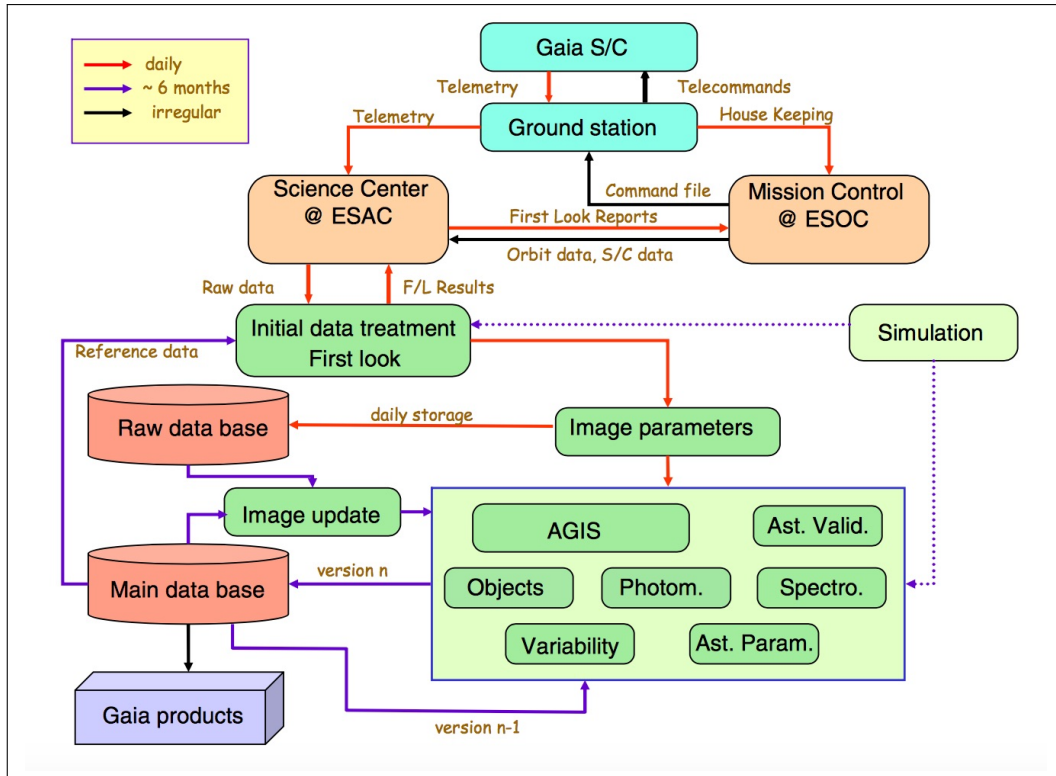 daily
~ 6 months
irregular
Gaia S/C
Telemetry
Telecommands
Ground station
Telemetry
House Keeping
Science Center
@ ESAC
Command file
Mission Control
@ ESOC
First Look Reports
Orbit data, S/C data
Raw data
F/L Results
Initial data treatment
First look
Simulation
Reference data
Raw data base
daily storage
Image parameters
Image update
AGIS
Ast. Valid.
Main data base
version n
Objects
Photom.
Spectro.
Variability
Ast. Param.
Gaia products
version n-1